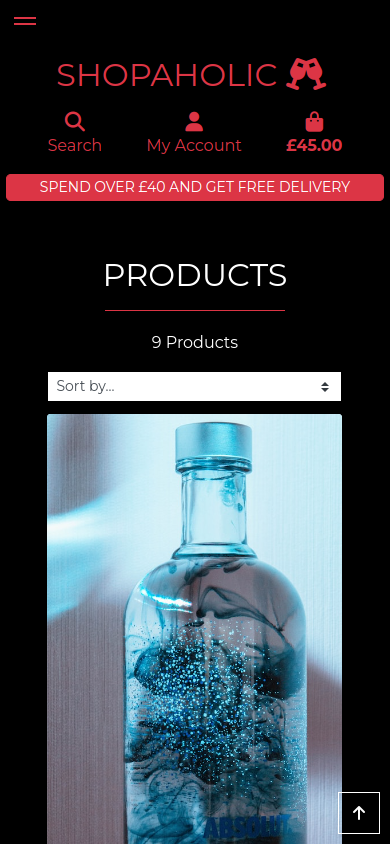 SHOPAHOLIC
Search
My Account
£45.00
SPEND OVER £40 AND GET FREE DELIVERY
PRODUCTS
9 Products
Sort by...
ABSOLUT